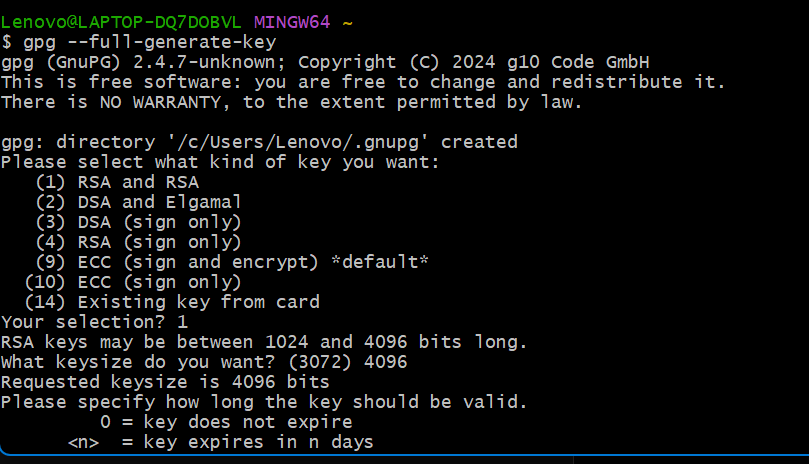 Lenovo@LAPTOP-DQ7DOBVL MINGW64 ~
$ gpg --full-generate-key
gpg (GnuPG) 2.4.7-unknown; Copyright (C) 2024 g10 Code GmbH
This is free software: you are free to change and redistribute it.
There is NO WARRANTY, to the extent permitted by law.

gpg: directory '/c/Users/Lenovo/.gnupg' created
Please select what kind of key you want:
   (1) RSA and RSA
   (2) DSA and Elgamal
   (3) DSA (sign only)
   (4) RSA (sign only)
   (9) ECC (sign and encrypt) *default*
  (10) ECC (sign only)
  (14) Existing key from card
Your selection? 1
RSA keys may be between 1024 and 4096 bits long.
What keysize do you want? (3072) 4096
Requested keysize is 4096 bits
Please specify how long the key should be valid.
         0 = key does not expire
      <n>  = key expires in n days